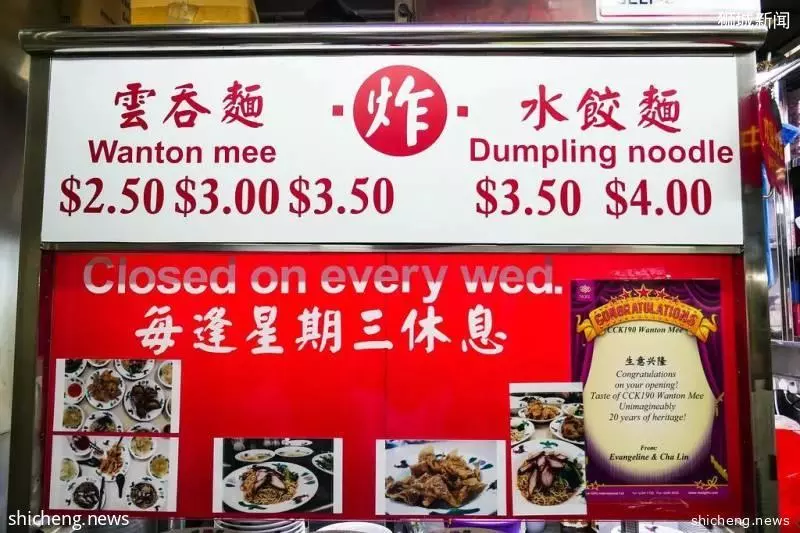 狮城新闻
雲吞麵
炸
水餃麵
Wanton mee
Dumpling noodle
$2.50 $3.00 $3.50
$3.50 $4.00
Closed on every wed.
每逢星期三休息
CONGRATULATIONS
CCK190 Wanton Mee
生意兴隆
Congratulations
on your opening!
Taste of CCK190 Wanton Mee
Unimagineably
20 years of heritage!
From:
Evangeline & Cha Lin
shicheng.news
shicheng.news